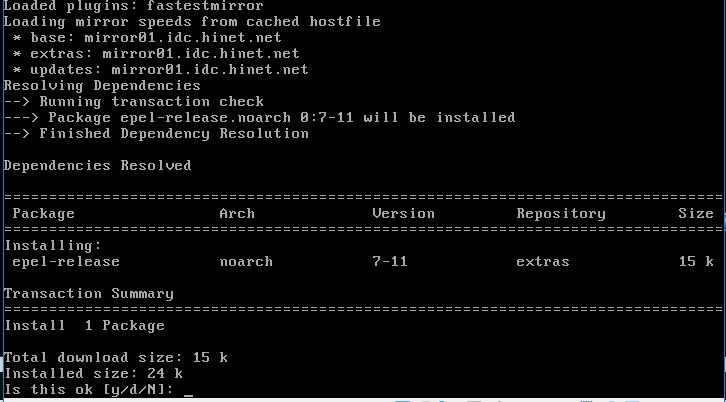 Loaded plugins: fastestmirror
Loading mirror speeds from cached hostfile
 * base: mirror01.idc.hinet.net
 * extras: mirror01.idc.hinet.net
 * updates: mirror01.idc.hinet.net
Resolving Dependencies
--> Running transaction check
---> Package epel-release.noarch 0:7-11 will be installed
--> Finished Dependency Resolution

Dependencies Resolved

================================================================================
 Package                Arch                Version             Repository         Size
================================================================================
Installing:
 epel-release           noarch              7-11                extras             15 k

Transaction Summary
================================================================================
Install  1 Package

Total download size: 15 k
Installed size: 24 k
Is this ok [y/d/N]: _